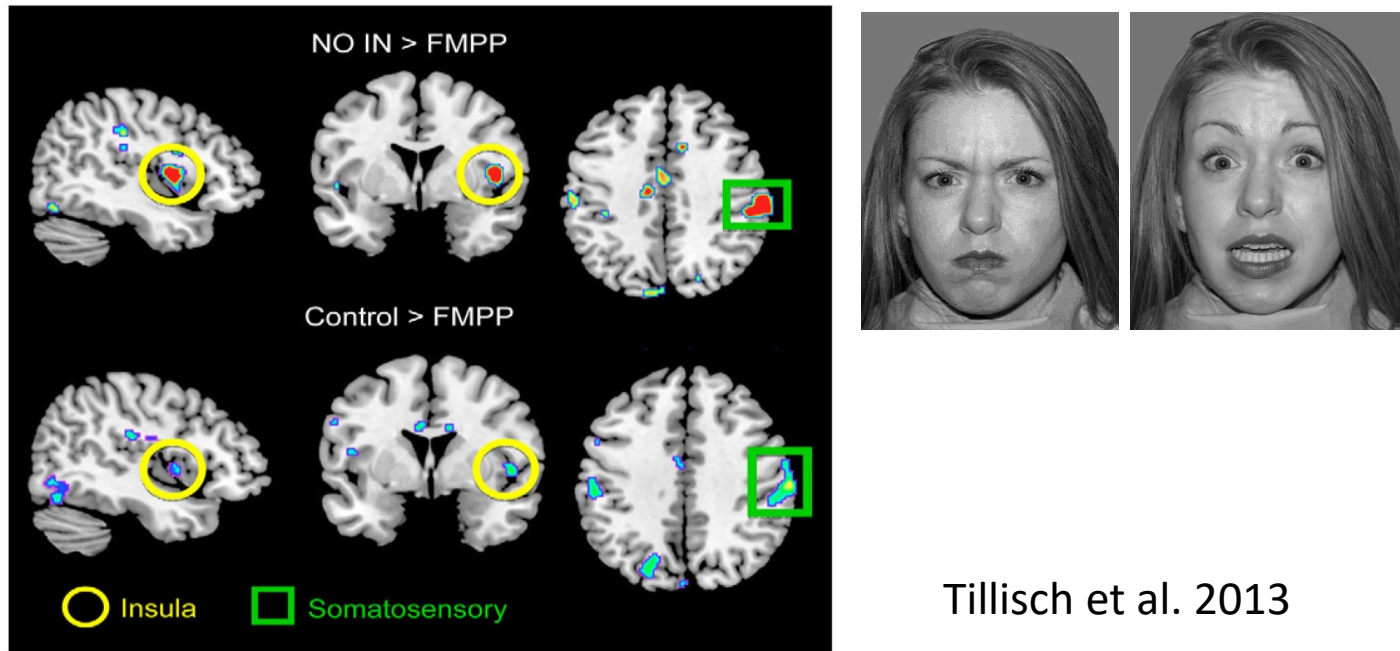 NO IN > FMPP
Control > FMPP
Insula
Somatosensory
Tillisch et al. 2013